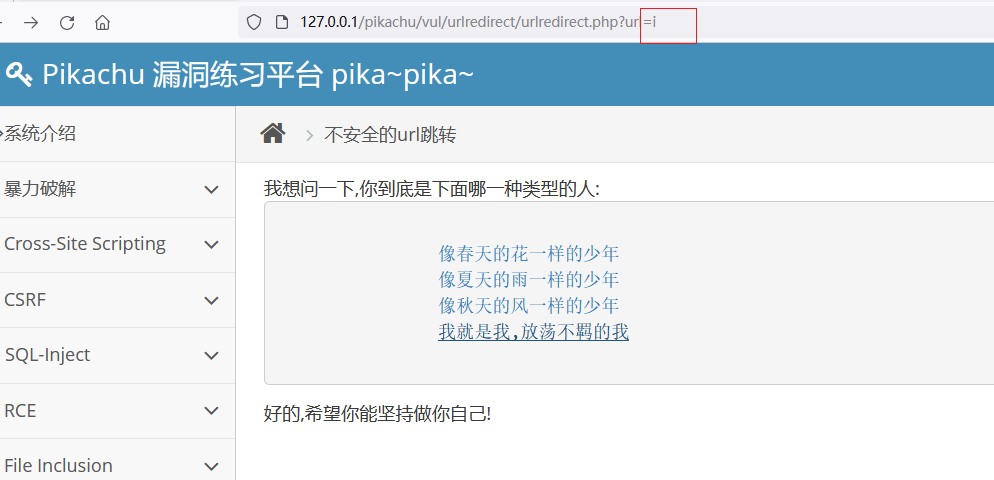 127.0.0.1/pikachu/vul/urlredirect/urlredirect.php?url=i
Pikachu 漏洞练习平台 pika~pika~
系统介绍
不安全的url跳转
暴力破解
Cross-Site Scripting
CSRF
SQL-Inject
RCE
File Inclusion
我想问一下,你到底是下面哪一种类型的人:
像春天的花一样的少年
像夏天的雨一样的少年
像秋天的风一样的少年
我就是我,放荡不羁的我
好的,希望你能坚持做你自己!